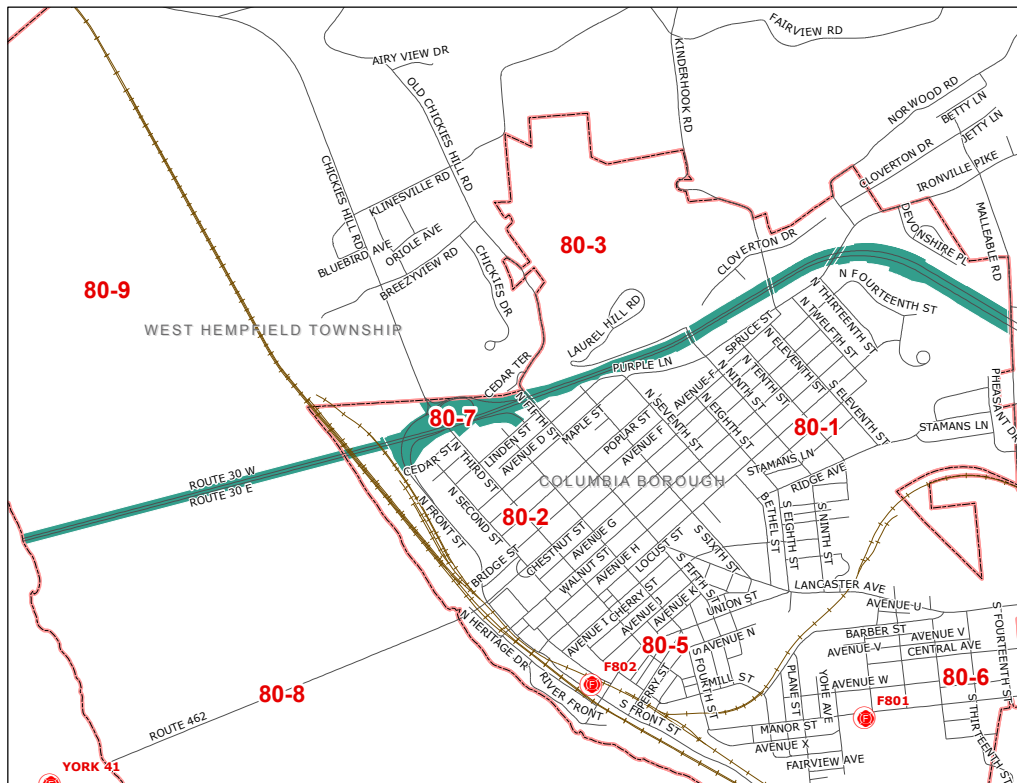 FAIRVIEW RD
AIRY VIEW DR
KINDERHOOK RD
OLD CHICKIES HILL RD
NORWOOD RD
BETTY LN
JETTY LN
CLOVERTON DR
IRONVILLE PIKE
CHICKIES HILL RD
KLINESVILLE RD
MALLEABLE RD
DEVONSHIRE PL
BLUEBIRD AVE
ORIOLE AVE
80-3
CLOVERTON DR
BREEZYVIEW RD
CHICKIES DR
80-9
N FOURTEENTH ST
N THIRTEENTH ST
WEST HEMPFIELD TOWNSHIP
LAUREL HILL RD
SPRUCE ST
N TWELFTH ST
N ELEVENTH ST
PURPLE LN
CEDAR TER
AVENUE F
N TENTH ST
N NINTH ST
S ELEVENTH ST
PHEASANT DR
80-7
N FIFTH ST
MAPLE ST
POPLAR ST
N SEVENTH ST
N EIGHTH ST
80-1
STAMANS LN
LINDEN ST
AVENUE D
AVENUE F
CEDAR ST
N THIRD ST
STAMANS LN
ROUTE 30 W
ROUTE 30 E
COLUMBIA BOROUGH
RIDGE AVE
N FRONT ST
N SECOND ST
80-2
BETHEL ST
S EIGHTH ST
S NINTH ST
CHESTNUT ST
AVENUE G
WALNUT ST
AVENUE H
LOCUST ST
S SIXTH ST
BRIDGE ST
S FIFTH ST
LANCASTER AVE
CHERRY ST
AVENUE I
AVENUE J
AVENUE K
UNION ST
AVENUE U
N HERITAGE DR
BARBER ST
AVENUE V
AVENUE V
CENTRAL AVE
S FOURTEENTH ST
80-5
AVENUE N
F802
80-6
80-8
RIVER FRONT
PERRY ST
MILL ST
S FOURTH ST
PLANE ST
YOHE AVE
AVENUE W
F801
S THIRTEENTH ST
ROUTE 462
S FRONT ST
MANOR ST
AVENUE X
FAIRVIEW AVE
YORK 41